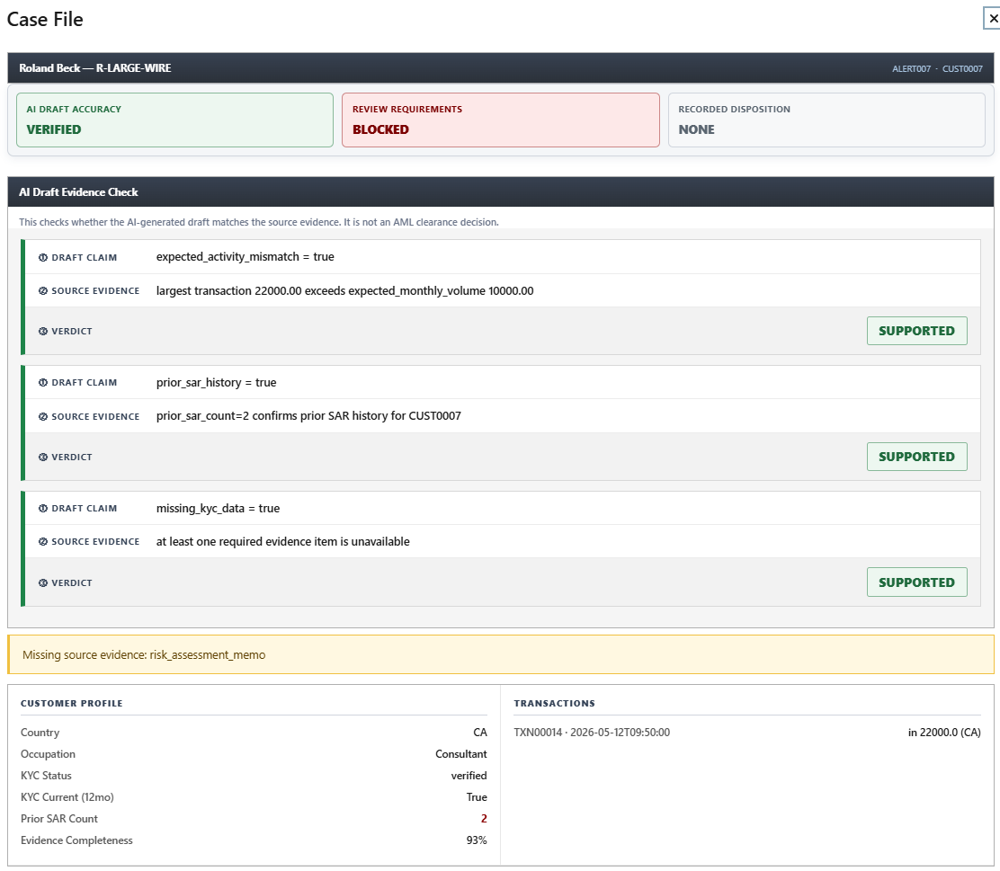 Case File
Roland Beck — R-LARGE-WIRE
ALERT007 · CUST0007
AI DRAFT ACCURACY
VERIFIED
REVIEW REQUIREMENTS
BLOCKED
RECORDED DISPOSITION
NONE
AI Draft Evidence Check
This checks whether the AI-generated draft matches the source evidence. It is not an AML clearance decision.
① DRAFT CLAIM expected_activity_mismatch = true
② SOURCE EVIDENCE largest transaction 22000.00 exceeds expected_monthly_volume 10000.00
③ VERDICT SUPPORTED
① DRAFT CLAIM prior_sar_history = true
② SOURCE EVIDENCE prior_sar_count=2 confirms prior SAR history for CUST0007
③ VERDICT SUPPORTED
① DRAFT CLAIM missing_kyc_data = true
② SOURCE EVIDENCE at least one required evidence item is unavailable
③ VERDICT SUPPORTED
Missing source evidence: risk_assessment_memo
CUSTOMER PROFILE
Country CA
Occupation Consultant
KYC Status verified
KYC Current (12mo) True
Prior SAR Count 2
Evidence Completeness 93%
TRANSACTIONS
TXN00014 · 2026-05-12T09:50:00 in 22000.0 (CA)